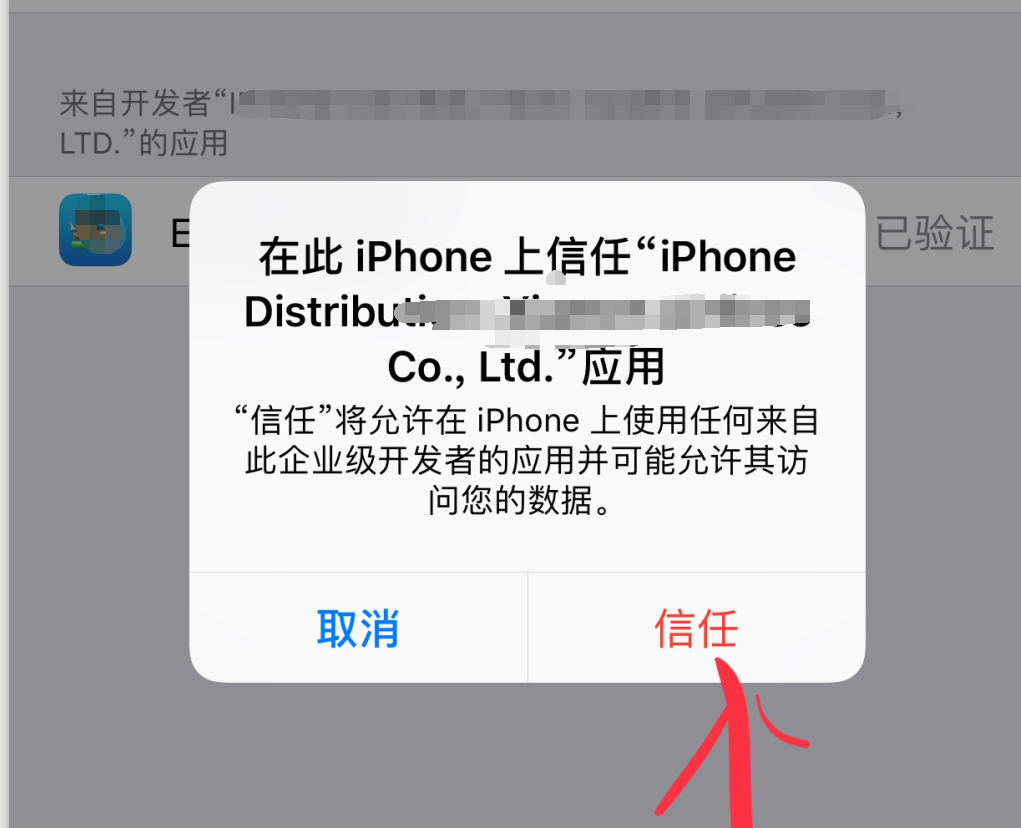 来自开发者“I
LTD.”的应用
E
已验证
在此 iPhone 上信任“iPhone
Distributi
Co., Ltd.”应用
“信任”将允许在 iPhone 上使用任何来自
此企业级开发者的应用并可能允许其访
问您的数据。
取消
信任